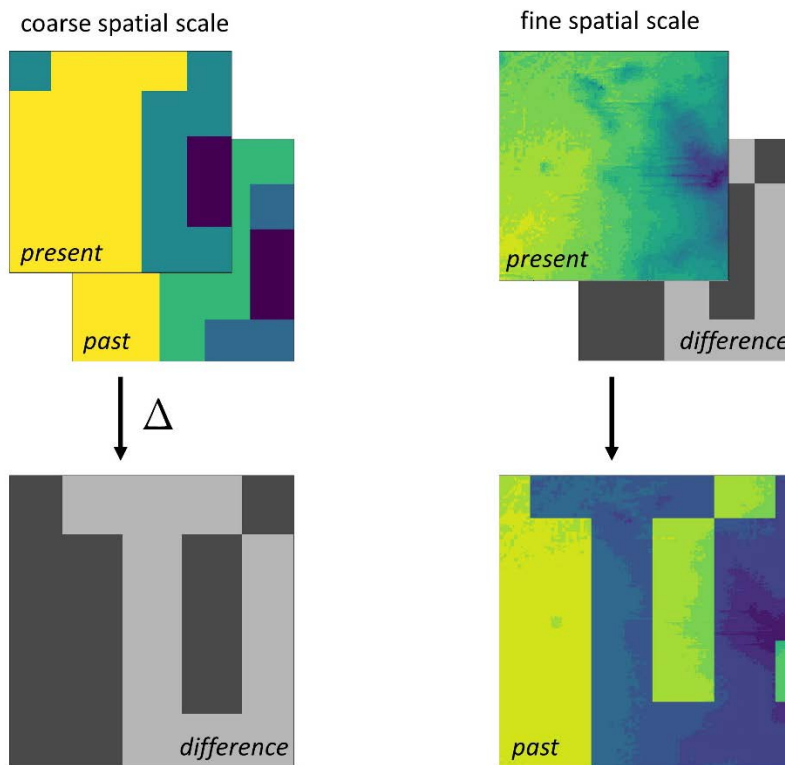 coarse spatial scale
fine spatial scale
present
past
present
difference
Δ
difference
past